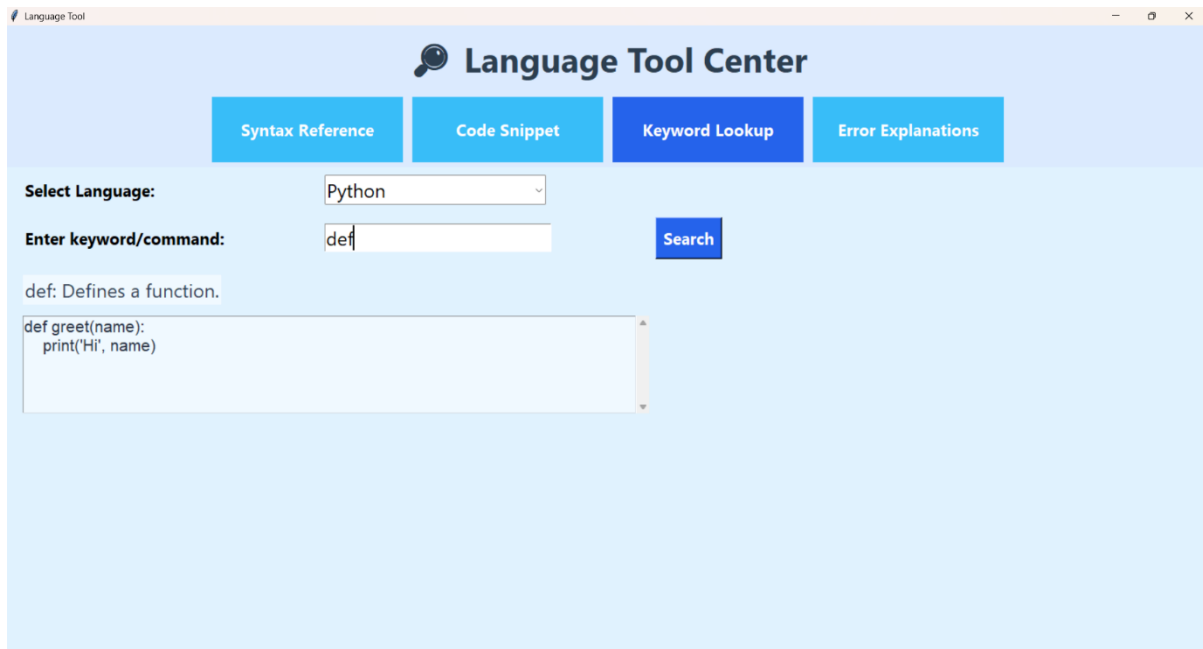 Language Tool
Language Tool Center
Syntax Reference
Code Snippet
Keyword Lookup
Error Explanations
Select Language:
Python
Enter keyword/command:
def
Search
def: Defines a function.
def greet(name):
    print('Hi', name)